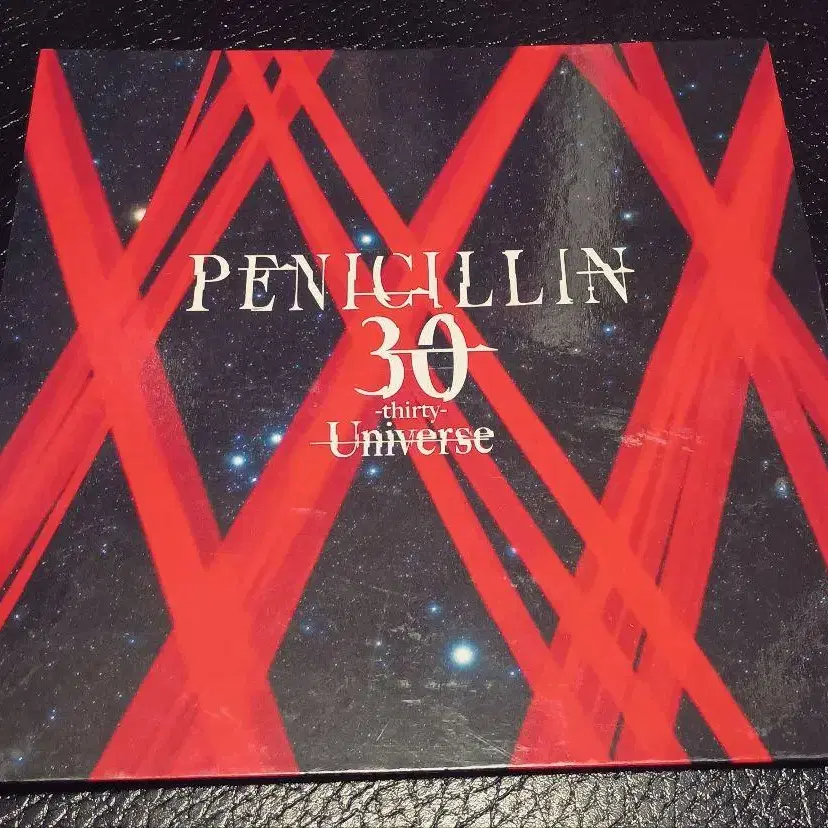 PENICILLIN
30
-thirty-
Universe